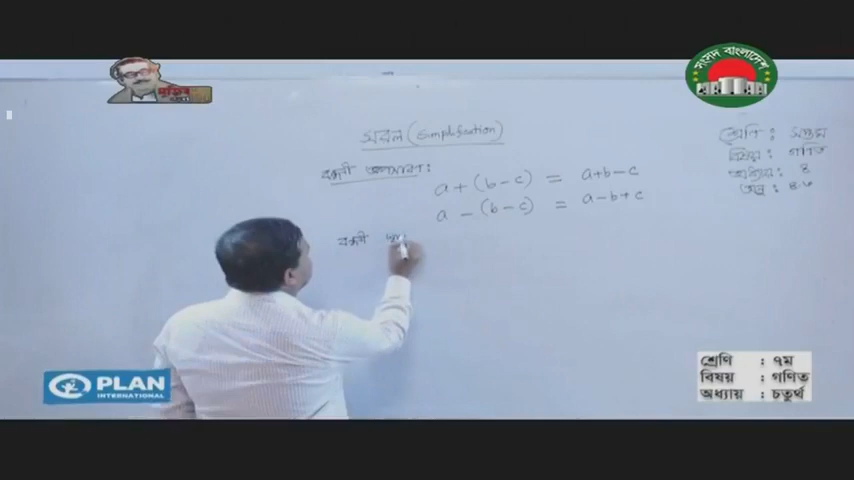 মুজিব
সংসদ বাংলাদেশ
সরল (Simplification)
বন্ধনী অপসারণ :
a + (b - c) = a+b-c
a - (b - c) = a-b+c
বন্ধনী
শ্রেণি : সপ্তম
বিষয় : গণিত
অধ্যায় : ৪
PLAN
INTERNATIONAL
শ্রেণি : ৭ম
বিষয় : গণিত
অধ্যায় : চতুর্থ